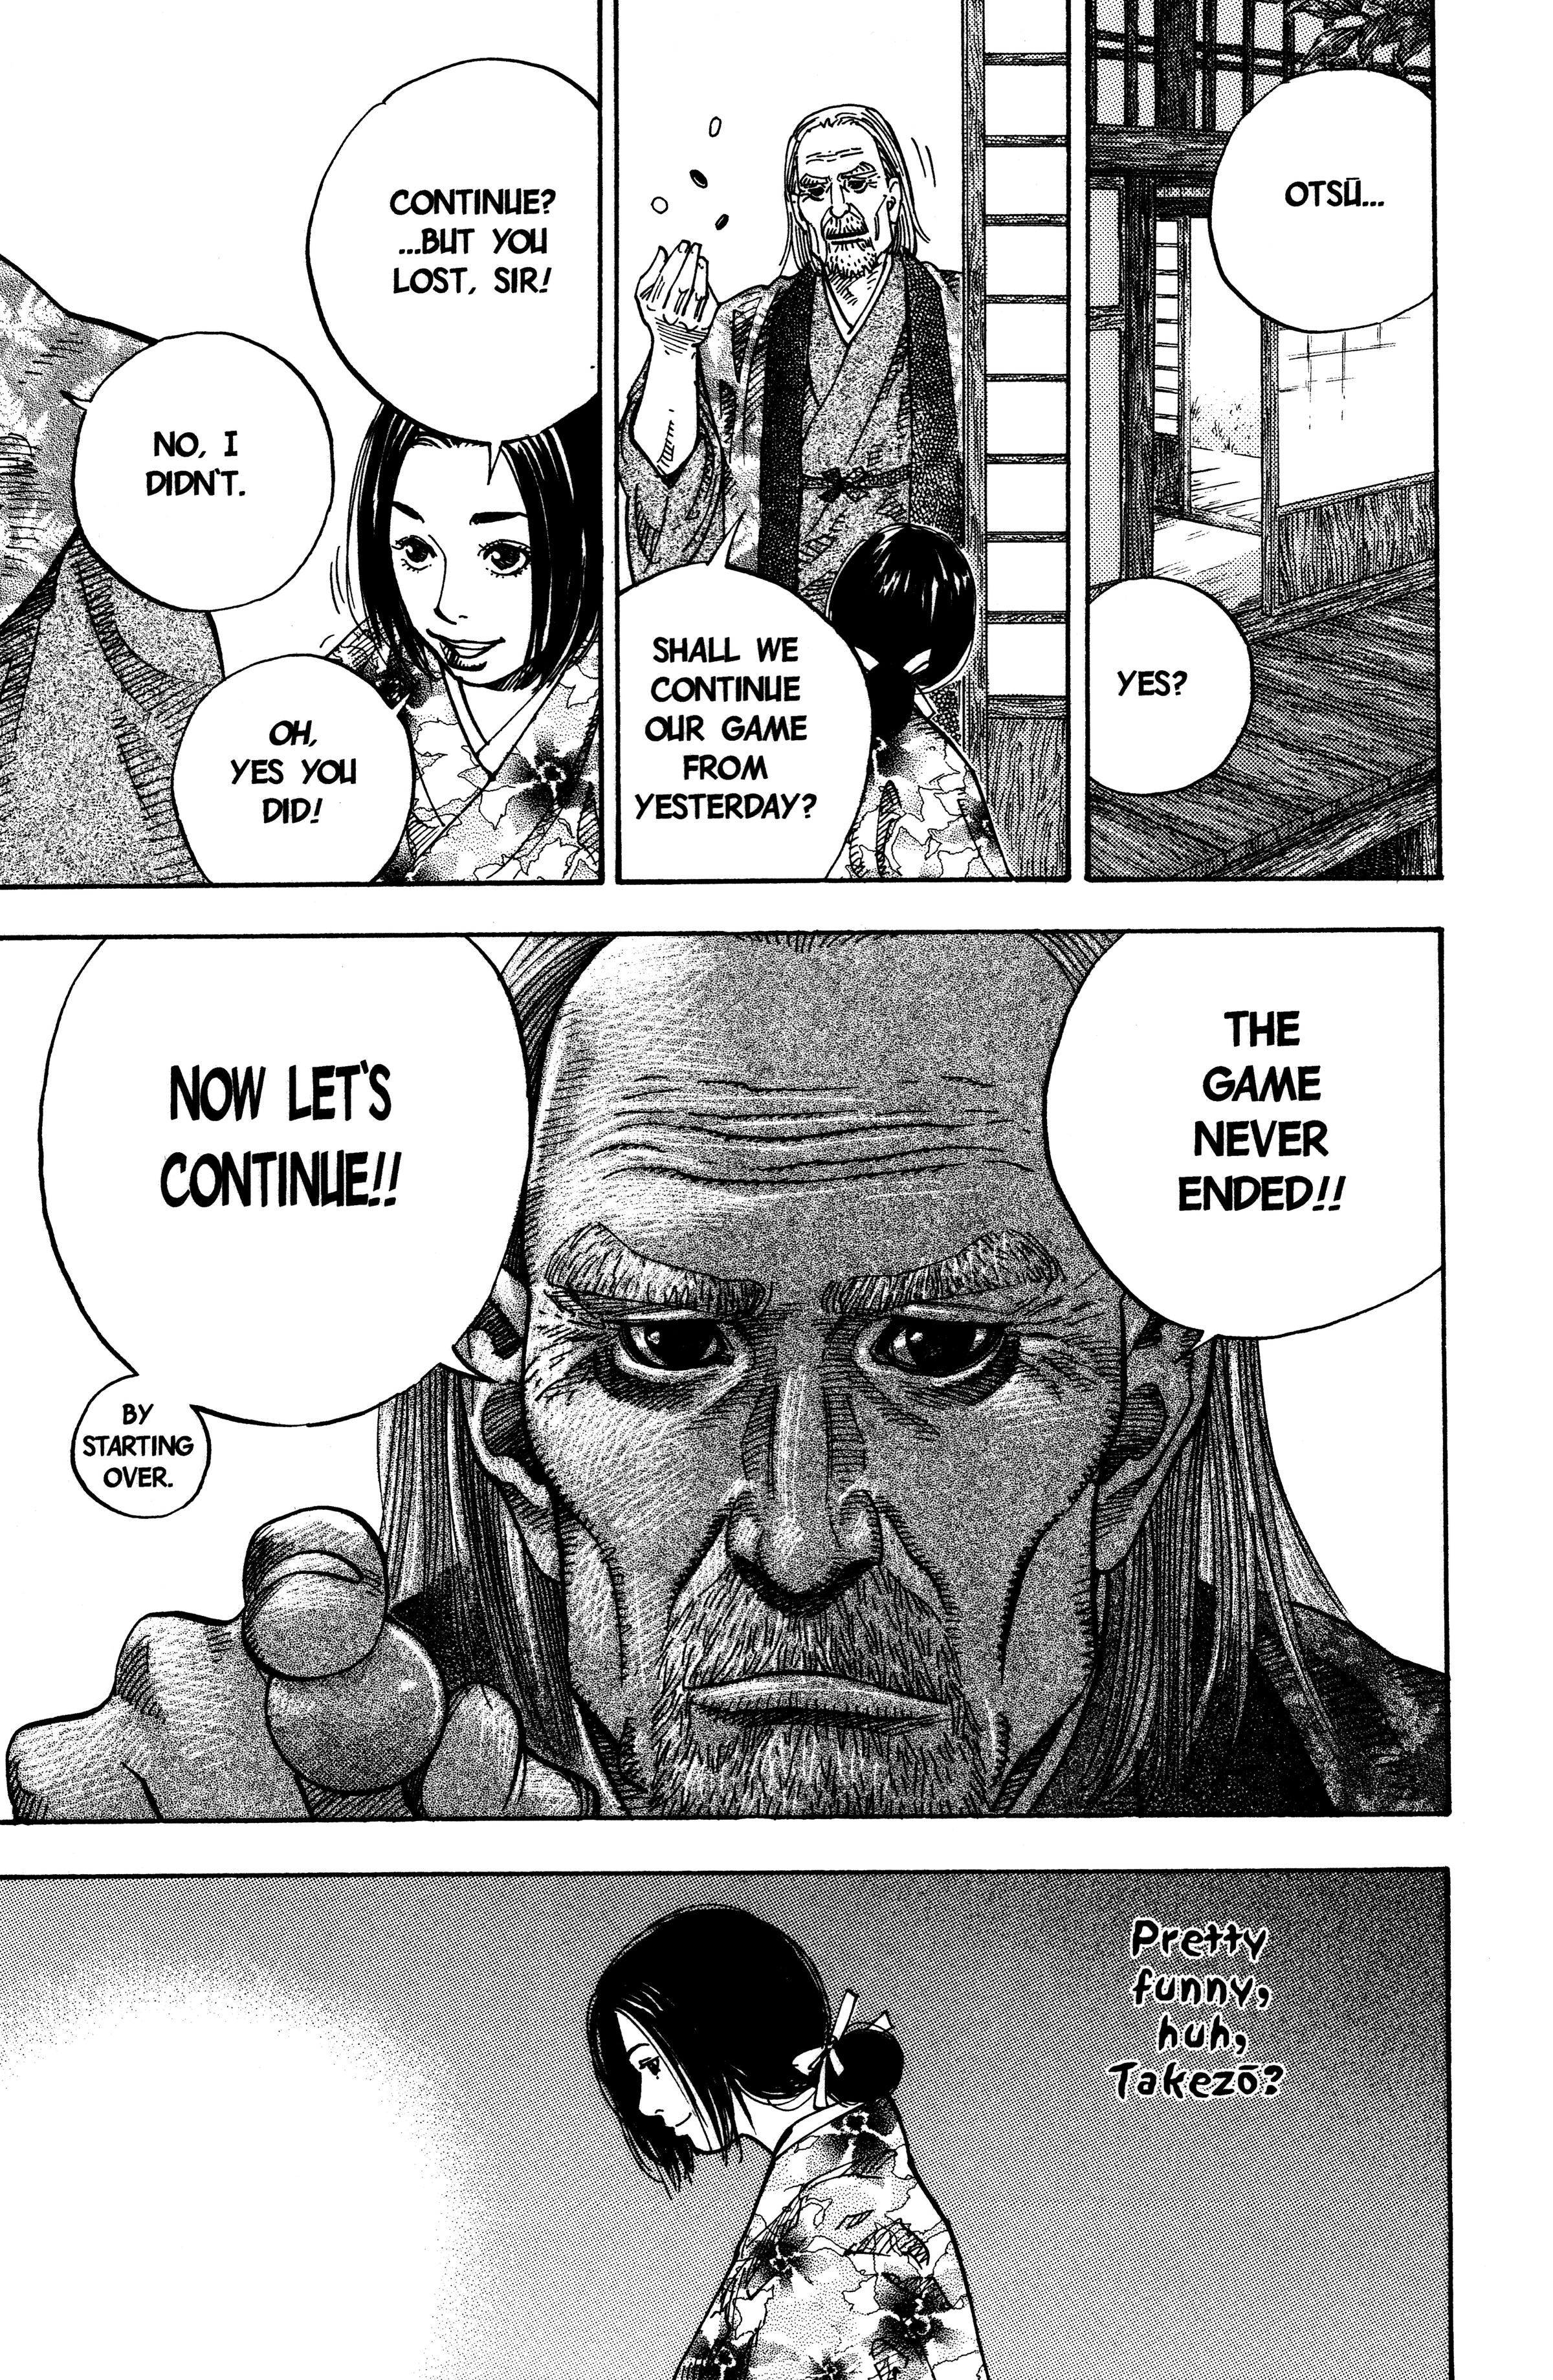 OTSŪ...
YES?
SHALL WE
CONTINUE
OUR GAME
FROM
YESTERDAY?
CONTINUE?
...BUT YOU
LOST, SIR!
NO, I
DIDN'T.
OH,
YES YOU
DID!
THE
GAME
NEVER
ENDED!!
NOW LET'S
CONTINUE!!
BY
STARTING
OVER.
Pretty
funny,
huh,
Takezō?